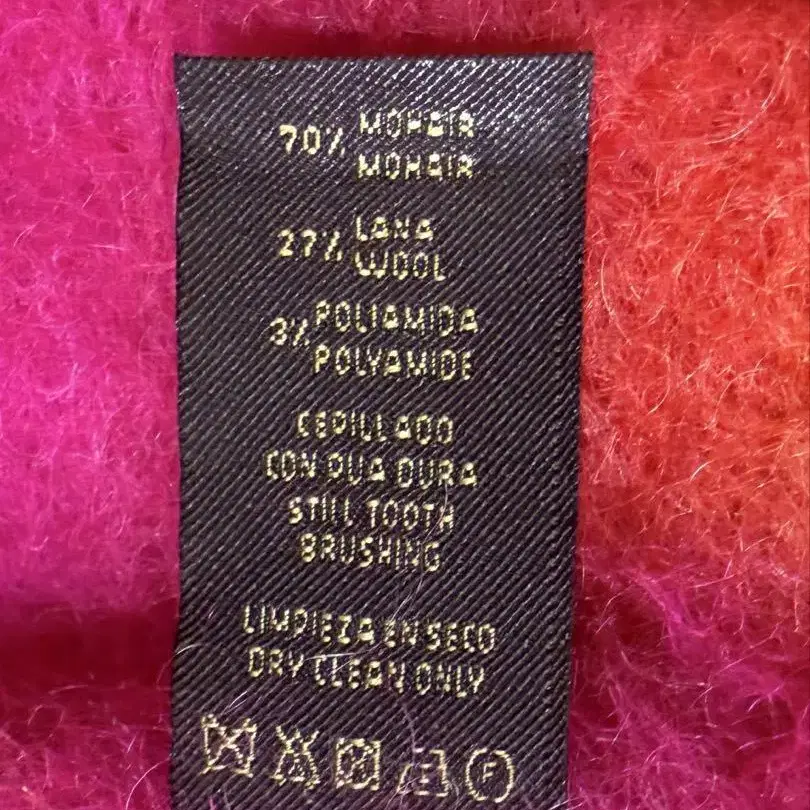 70% MOHAIR
MOHAIR
27% LANA
WOOL
3% POLIAMIDA
POLYAMIDE
CEPILLADO
CON PUA DURA
STILL TOOTH
BRUSHING
LIMPIEZA EN SECO
DRY CLEAN ONLY
F